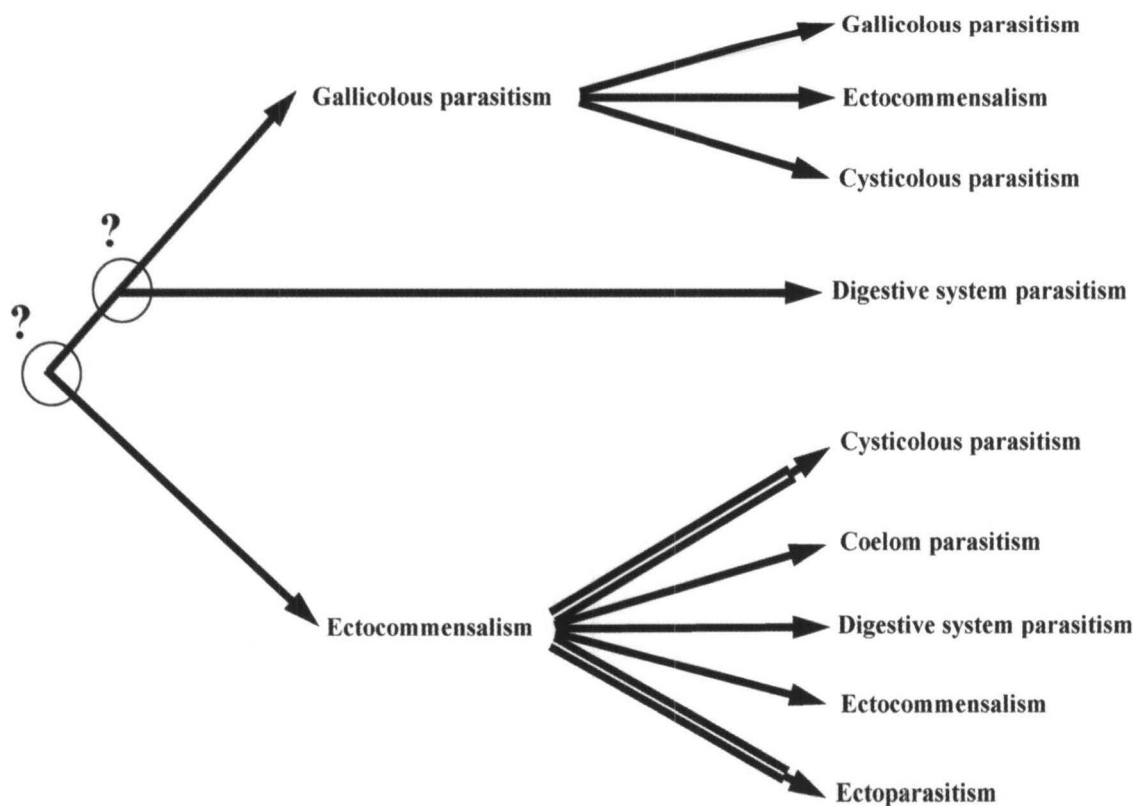 Gallicolous parasitism
Gallicolous parasitism
Ectocommensalism
Cysticolous parasitism
?
Digestive system parasitism
?
Cysticolous parasitism
Coelom parasitism
Ectocommensalism
Digestive system parasitism
Ectocommensalism
Ectoparasitism